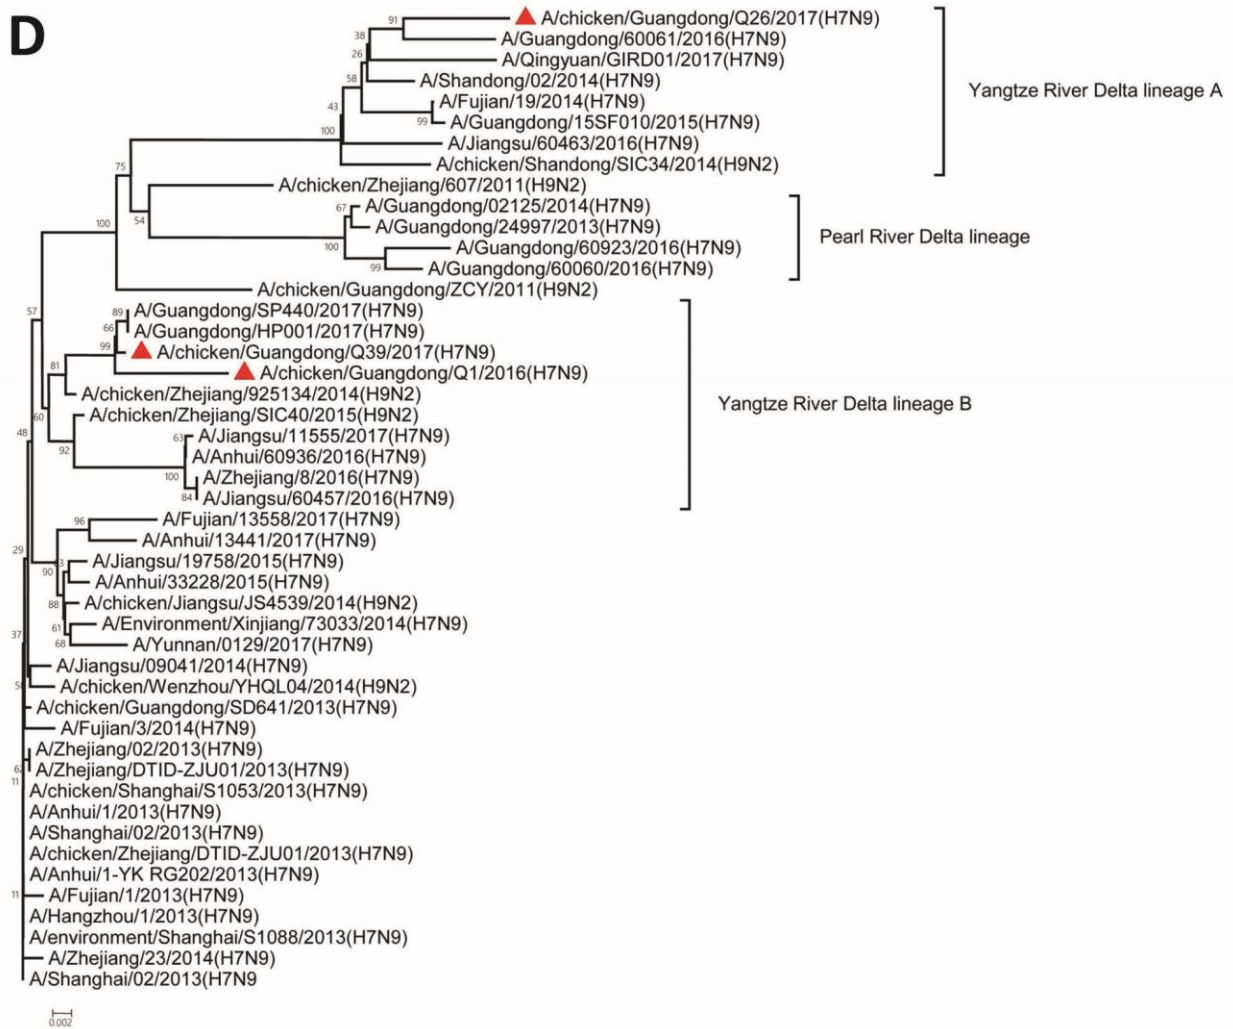 D
91
A/chicken/Guangdong/Q26/2017(H7N9)
38
A/Guangdong/60061/2016(H7N9)
26
A/Qingyuan/GIRD01/2017(H7N9)
58
A/Shandong/02/2014(H7N9)
Yangtze River Delta lineage A
43
A/Fujian/19/2014(H7N9)
99
A/Guangdong/15SF010/2015(H7N9)
100
A/Jiangsu/60463/2016(H7N9)
A/chicken/Shandong/SIC34/2014(H9N2)
75
A/chicken/Zhejiang/607/2011(H9N2)
67
A/Guangdong/02125/2014(H7N9)
54
A/Guangdong/24997/2013(H7N9)
Pearl River Delta lineage
100
100
A/Guangdong/60923/2016(H7N9)
99
A/Guangdong/60060/2016(H7N9)
A/chicken/Guangdong/ZCY/2011(H9N2)
57
89
A/Guangdong/SP440/2017(H7N9)
66
A/Guangdong/HP001/2017(H7N9)
99
A/chicken/Guangdong/Q39/2017(H7N9)
81
A/chicken/Guangdong/Q1/2016(H7N9)
A/chicken/Zhejiang/925134/2014(H9N2)
Yangtze River Delta lineage B
60
A/chicken/Zhejiang/SIC40/2015(H9N2)
48
63
A/Jiangsu/11555/2017(H7N9)
92
A/Anhui/60936/2016(H7N9)
100
A/Zhejiang/8/2016(H7N9)
84
A/Jiangsu/60457/2016(H7N9)
96
A/Fujian/13558/2017(H7N9)
A/Anhui/13441/2017(H7N9)
29
A/Jiangsu/19758/2015(H7N9)
90
A/Anhui/33228/2015(H7N9)
88
A/chicken/Jiangsu/JS4539/2014(H9N2)
61
A/Environment/Xinjiang/73033/2014(H7N9)
37
68
A/Yunnan/0129/2017(H7N9)
A/Jiangsu/09041/2014(H7N9)
A/chicken/Wenzhou/YHQL04/2014(H9N2)
A/chicken/Guangdong/SD641/2013(H7N9)
A/Fujian/3/2014(H7N9)
A/Zhejiang/02/2013(H7N9)
A/Zhejiang/DTID-ZJU01/2013(H7N9)
11
A/chicken/Shanghai/S1053/2013(H7N9)
A/Anhui/1/2013(H7N9)
A/Shanghai/02/2013(H7N9)
A/chicken/Zhejiang/DTID-ZJU01/2013(H7N9)
A/Anhui/1-YK RG202/2013(H7N9)
11
A/Fujian/1/2013(H7N9)
A/Hangzhou/1/2013(H7N9)
A/environment/Shanghai/S1088/2013(H7N9)
A/Zhejiang/23/2014(H7N9)
A/Shanghai/02/2013(H7N9
0.002